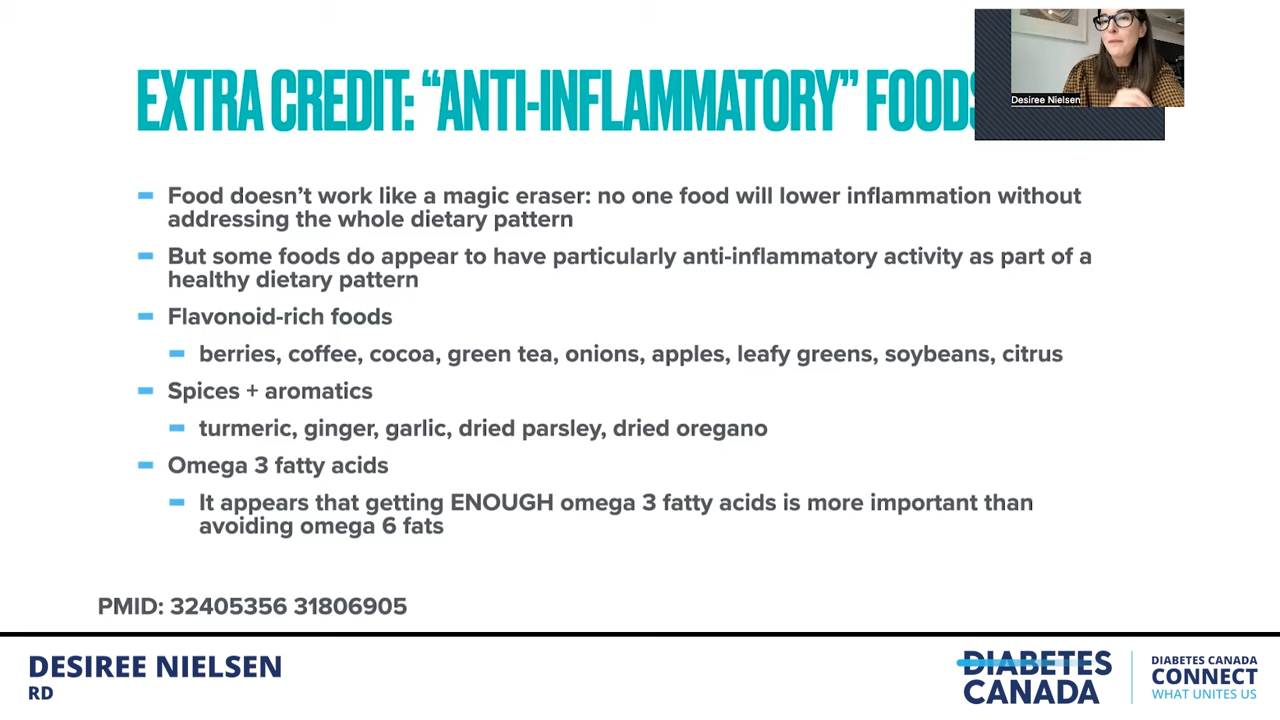 EXTRA CREDIT: “ANTI-INFLAMMATORY” FOODS
Desiree Nielsen
Food doesn’t work like a magic eraser: no one food will lower inflammation without
addressing the whole dietary pattern
But some foods do appear to have particularly anti-inflammatory activity as part of a
healthy dietary pattern
Flavonoid-rich foods
berries, coffee, cocoa, green tea, onions, apples, leafy greens, soybeans, citrus
Spices + aromatics
turmeric, ginger, garlic, dried parsley, dried oregano
Omega 3 fatty acids
It appears that getting ENOUGH omega 3 fatty acids is more important than
avoiding omega 6 fats
PMID: 32405356 31806905
DESIREE NIELSEN
RD
DIABETES
CANADA
DIABETES CANADA
CONNECT
WHAT UNITES US